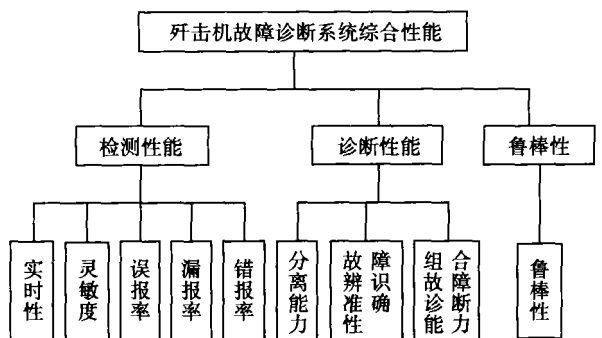 歼击机故障诊断系统综合性能
检测性能
诊断性能
鲁棒性
实时性
灵敏度
误报率
漏报率
错报率
分离能力
故障辨识准确性
组合故障诊断能力
鲁棒性